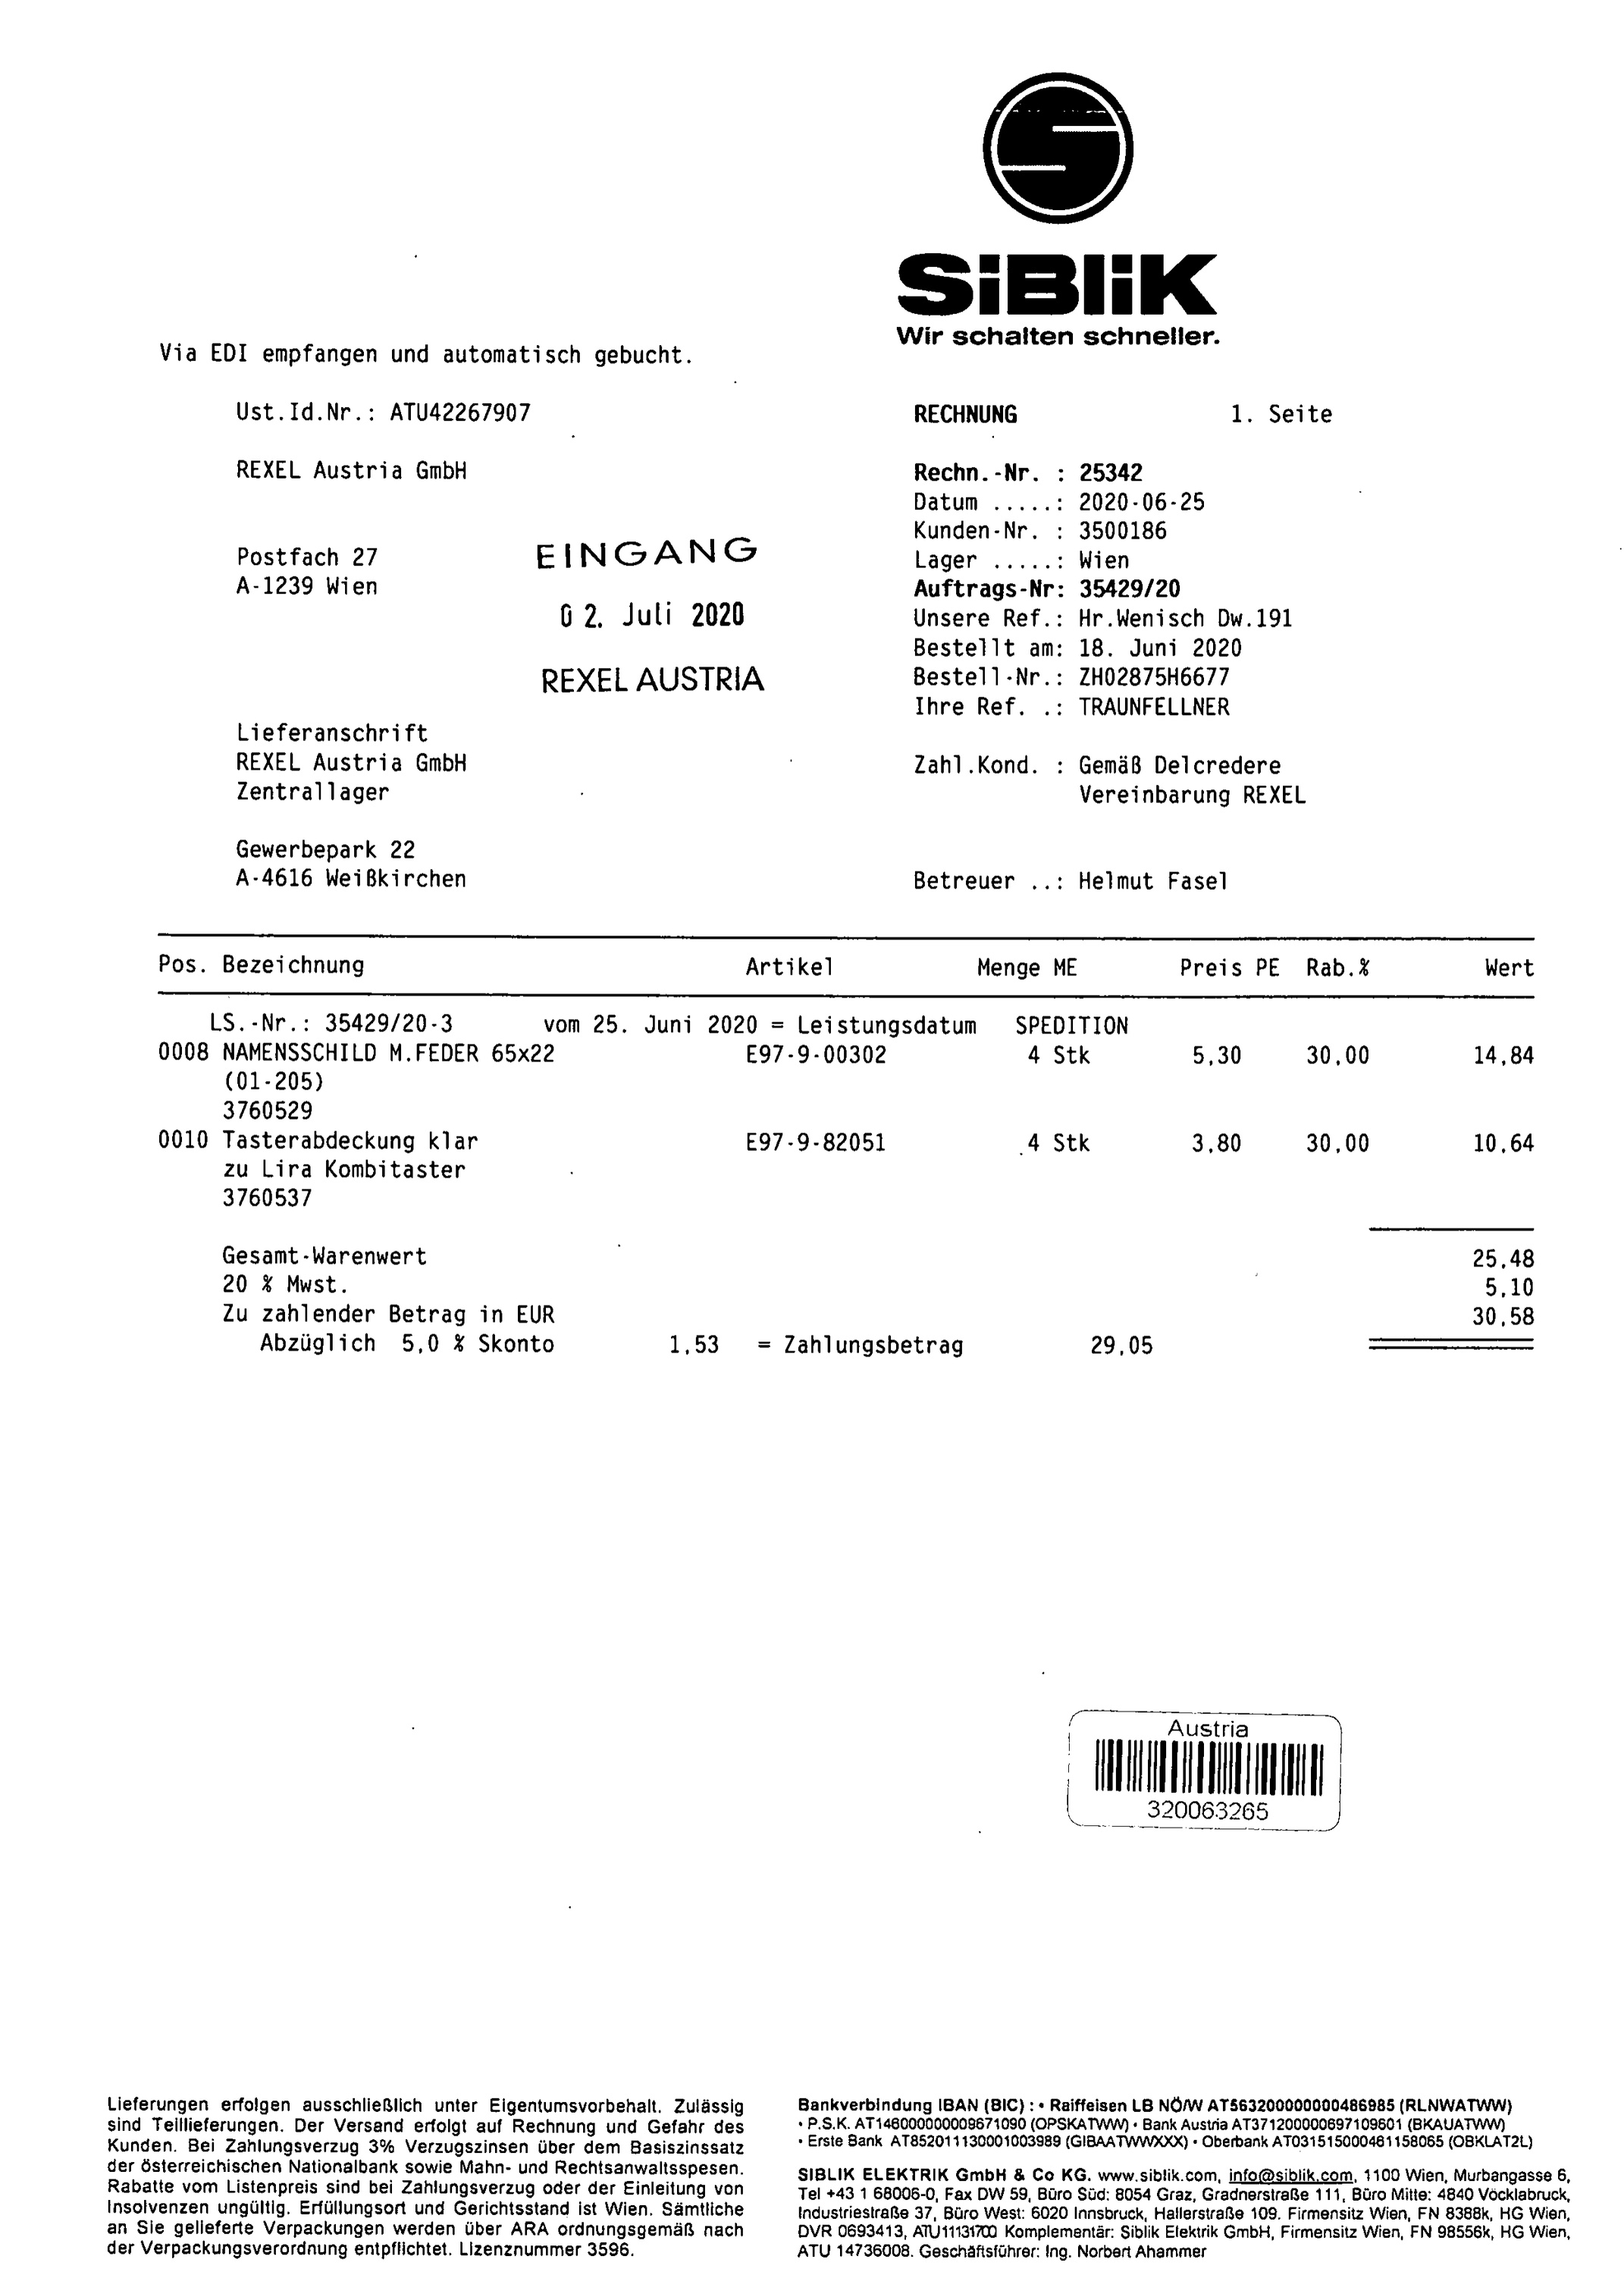 SiBliK
Wir schalten schneller.
Via EDI empfangen und automatisch gebucht.
Ust.Id.Nr.: ATU42267907
RECHNUNG 1. Seite
REXEL Austria GmbH
Postfach 27
A-1239 Wien
EINGANG
02. Juli 2020
REXEL AUSTRIA
Rechn.-Nr. : 25342
Datum .....: 2020-06-25
Kunden-Nr. : 3500186
Lager .....: Wien
Auftrags-Nr: 35429/20
Unsere Ref.: Hr.Wenisch Dw.191
Bestellt am: 18. Juni 2020
Bestell-Nr.: ZH02875H6677
Ihre Ref. .: TRAUNFELLNER
Lieferanschrift
REXEL Austria GmbH
Zentrallager
Gewerbepark 22
A-4616 Weißkirchen
Zahl.Kond. : Gemäß Delcredere
Vereinbarung REXEL
Betreuer ..: Helmut Fasel
Pos. Bezeichnung Artikel Menge ME Preis PE Rab.% Wert
LS.-Nr.: 35429/20-3 vom 25. Juni 2020 = Leistungsdatum SPEDITION
0008 NAMENSSCHILD M.FEDER 65x22 E97-9-00302 4 Stk 5,30 30,00 14,84
(01-205)
3760529
0010 Tasterabdeckung klar E97-9-82051 4 Stk 3,80 30,00 10,64
zu Lira Kombitaster
3760537
Gesamt-Warenwert 25,48
20 % Mwst. 5,10
Zu zahlender Betrag in EUR 30,58
Abzüglich 5,0 % Skonto 1,53 = Zahlungsbetrag 29,05
Austria
320063265
Lieferungen erfolgen ausschließlich unter Eigentumsvorbehalt. Zulässig
sind Teillieferungen. Der Versand erfolgt auf Rechnung und Gefahr des
Kunden. Bei Zahlungsverzug 3% Verzugszinsen über dem Basiszinssatz
der österreichischen Nationalbank sowie Mahn- und Rechtsanwaltsspesen.
Rabatte vom Listenpreis sind bei Zahlungsverzug oder der Einleitung von
Insolvenzen ungültig. Erfüllungsort und Gerichtsstand ist Wien. Sämtliche
an Sie gelieferte Verpackungen werden über ARA ordnungsgemäß nach
der Verpackungsverordnung entpflichtet. Lizenznummer 3596.
Bankverbindung IBAN (BIC) : • Raiffeisen LB NÖ/W AT563200000000486985 (RLNWATWW)
• P.S.K. AT146000000008671090 (OPSKATWW) • Bank Austria AT371200000697109601 (BKAUATWW)
• Erste Bank AT852011130001003989 (GIBAATWWXXX) • Oberbank AT031515000481158065 (OBKLAT2L)
SIBLIK ELEKTRIK GmbH & Co KG. www.siblik.com, info@siblik.com, 1100 Wien, Murbangasse 6,
Tel +43 1 68006-0, Fax DW 59, Büro Süd: 8054 Graz, Gradnerstraße 111, Büro Mitte: 4840 Vöcklabruck,
Industriestraße 37, Büro West: 6020 Innsbruck, Hallerstraße 109. Firmensitz Wien, FN 8388k, HG Wien,
DVR 0693413, ATU11131700 Komplementär: Siblik Elektrik GmbH, Firmensitz Wien, FN 98556k, HG Wien,
ATU 14736008. Geschäftsführer: Ing. Norbert Ahammer